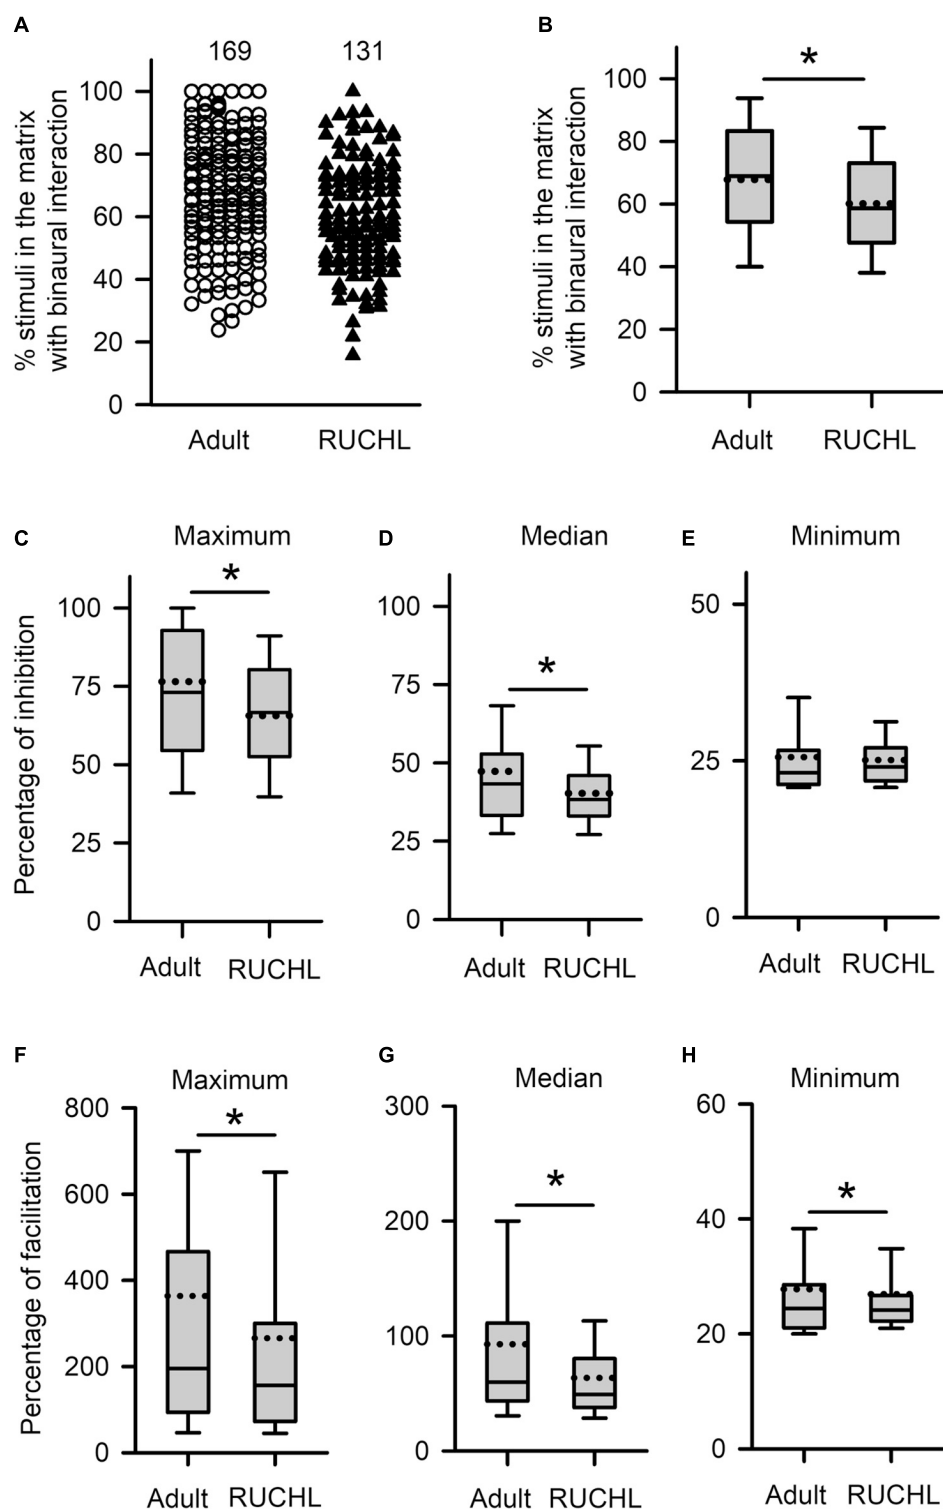 A
169 131
% stimuli in the matrix
with binaural interaction
100
80
60
40
20
0
Adult RUCHL
B
*
% stimuli in the matrix
with binaural interaction
100
80
60
40
20
0
Adult RUCHL
C Maximum
*
Percentage of inhibition
100
75
50
25
0
Adult RUCHL
D Median
*
100
75
50
25
0
Adult RUCHL
E Minimum
50
25
0
Adult RUCHL
F Maximum
*
Percentage of facilitation
800
600
400
200
0
Adult RUCHL
G Median
*
300
200
100
0
Adult RUCHL
H Minimum
*
60
40
20
0
Adult RUCHL